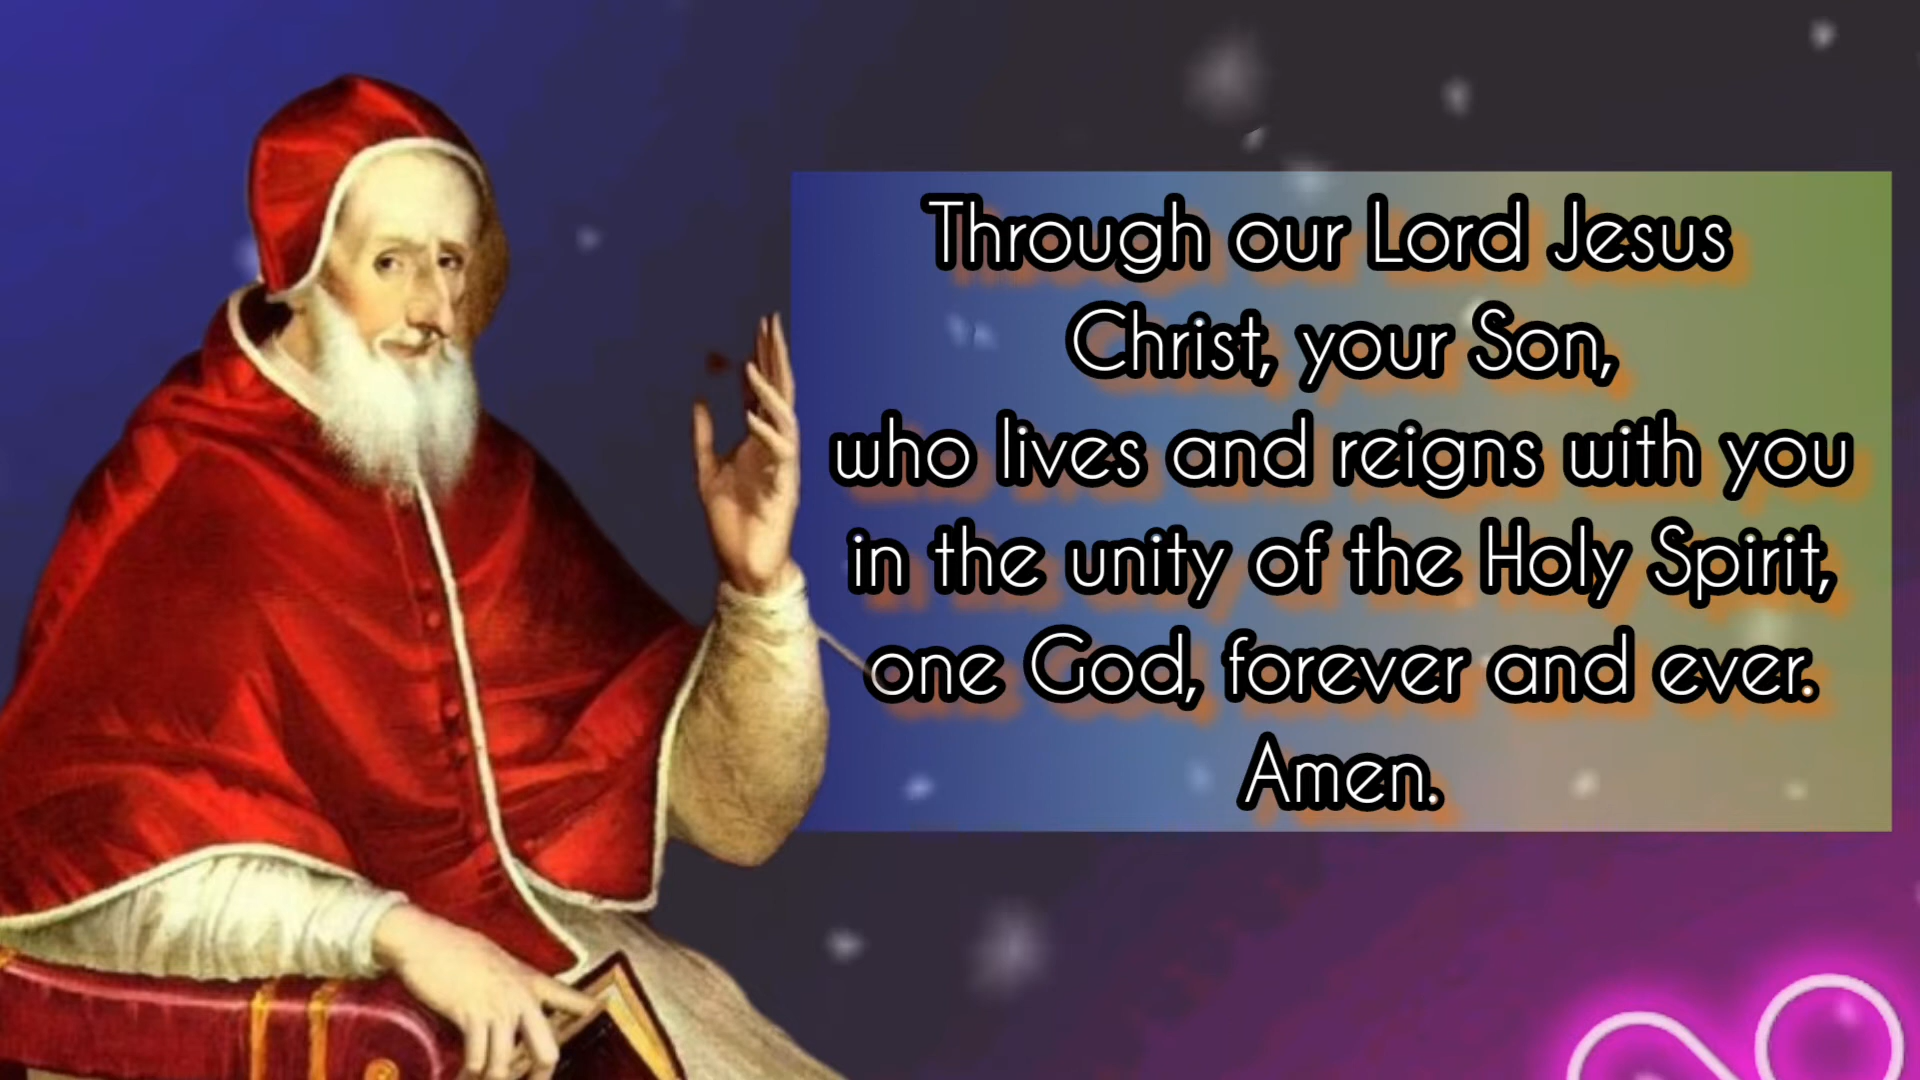 Through our Lord Jesus
Christ, your Son,
who lives and reigns with you
in the unity of the Holy Spirit,
one God, forever and ever.
Amen.